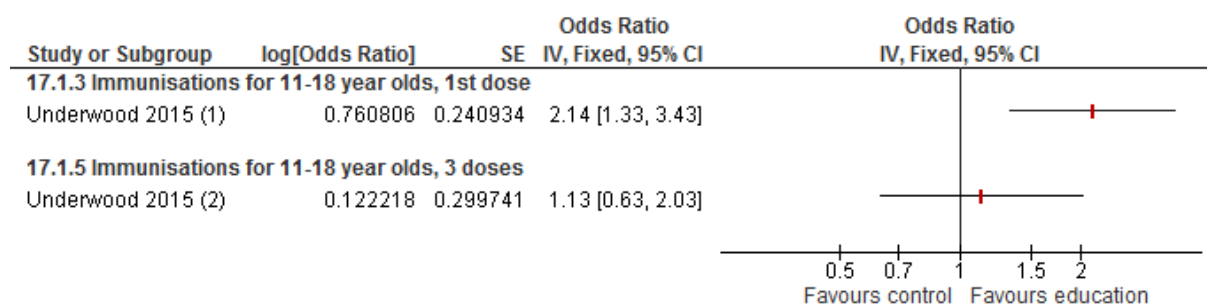 Odds Ratio Odds Ratio
Study or Subgroup log[Odds Ratio] SE IV, Fixed, 95% CI IV, Fixed, 95% CI
17.1.3 Immunisations for 11-18 year olds, 1st dose
Underwood 2015 (1) 0.760806 0.240934 2.14 [1.33, 3.43]
17.1.5 Immunisations for 11-18 year olds, 3 doses
Underwood 2015 (2) 0.122218 0.299741 1.13 [0.63, 2.03]
0.5 0.7 1 1.5 2
Favours control Favours education